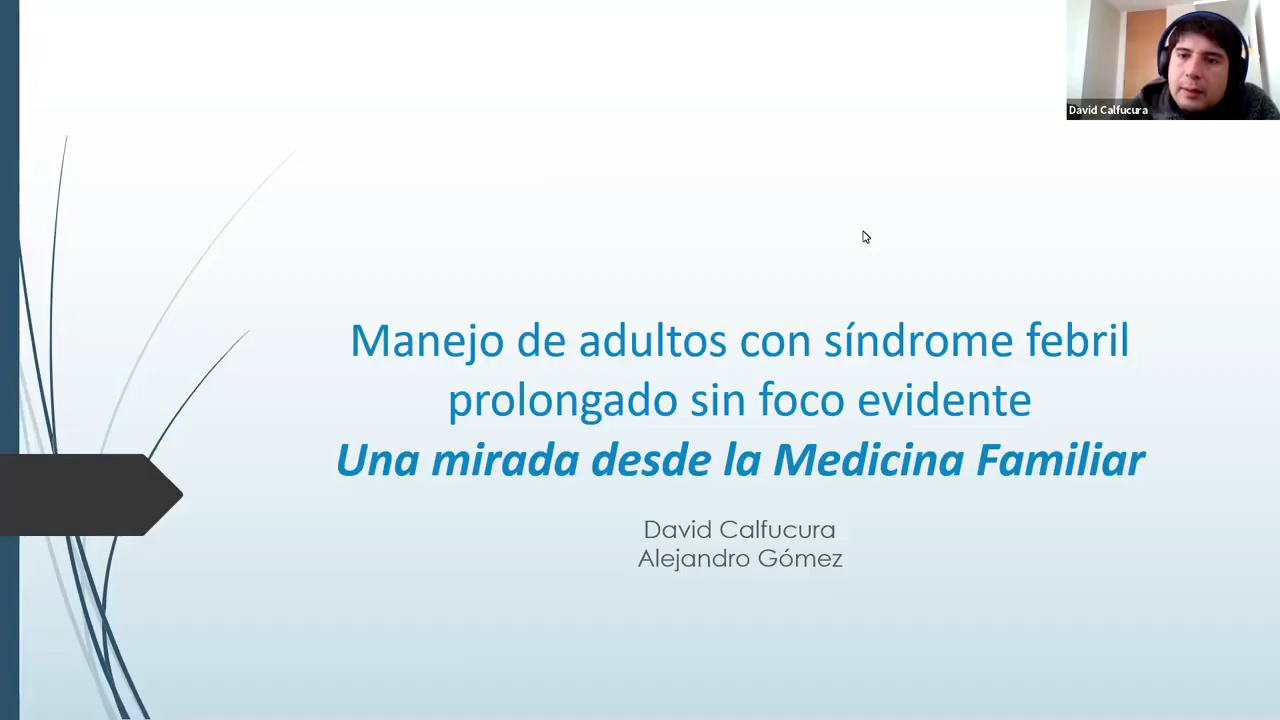 David Calfucura
Manejo de adultos con síndrome febril
prolongado sin foco evidente
Una mirada desde la Medicina Familiar
David Calfucura
Alejandro Gómez